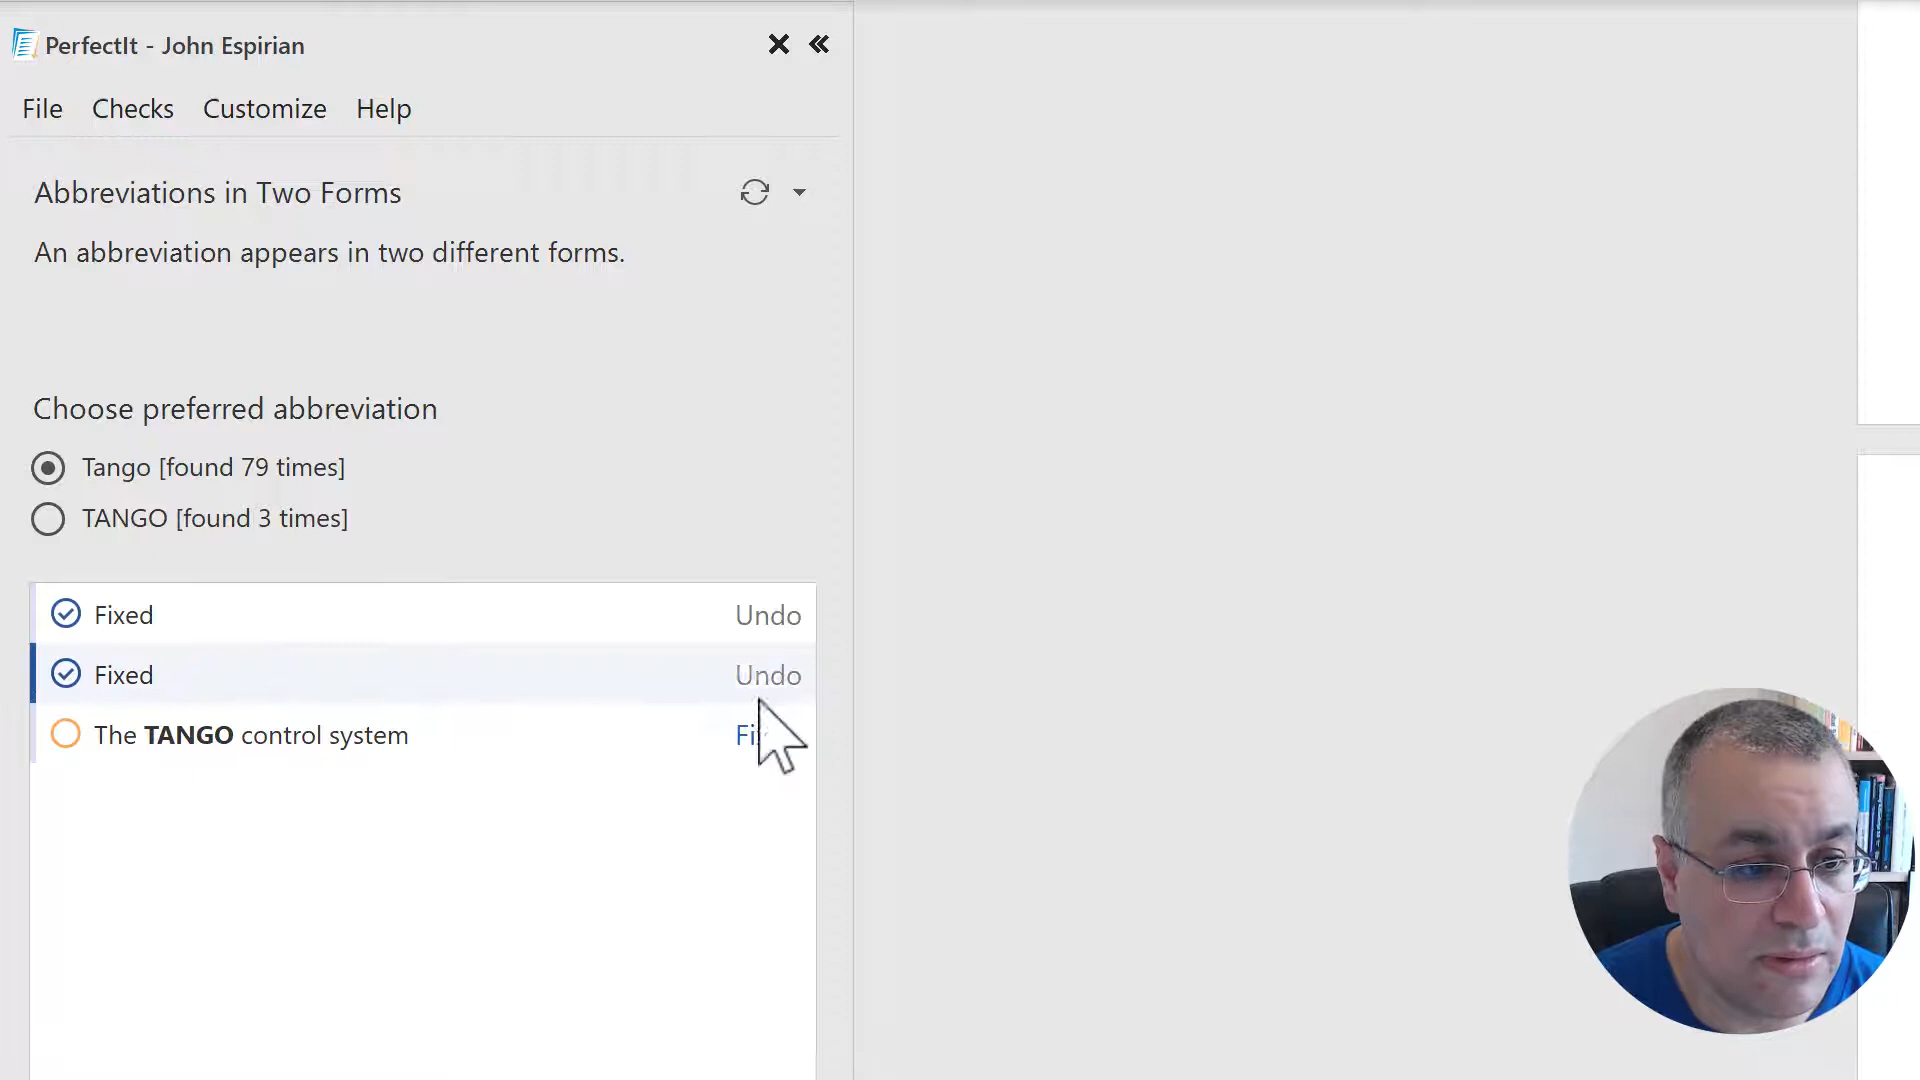 PerfectIt - John Espirian
File Checks Customize Help
Abbreviations in Two Forms
An abbreviation appears in two different forms.
Choose preferred abbreviation
Tango [found 79 times]
TANGO [found 3 times]
Fixed Undo
Fixed Undo
The TANGO control system